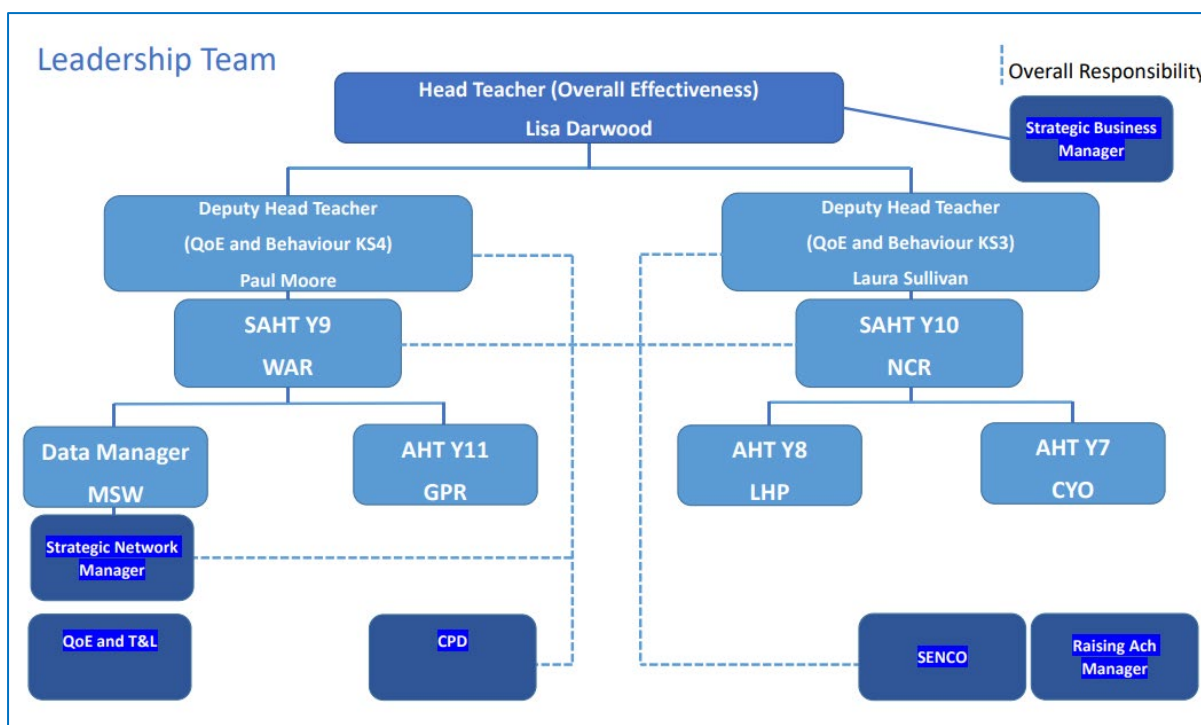 Leadership Team
Overall Responsibility
Head Teacher (Overall Effectiveness)
Lisa Darwood
Strategic Business
Manager
Deputy Head Teacher
(QoE and Behaviour KS4)
Paul Moore
Deputy Head Teacher
(QoE and Behaviour KS3)
Laura Sullivan
SAHT Y9
WAR
SAHT Y10
NCR
Data Manager
MSW
AHT Y11
GPR
AHT Y8
LHP
AHT Y7
CYO
Strategic Network
Manager
QoE and T&L
CPD
SENCO
Raising Ach
Manager